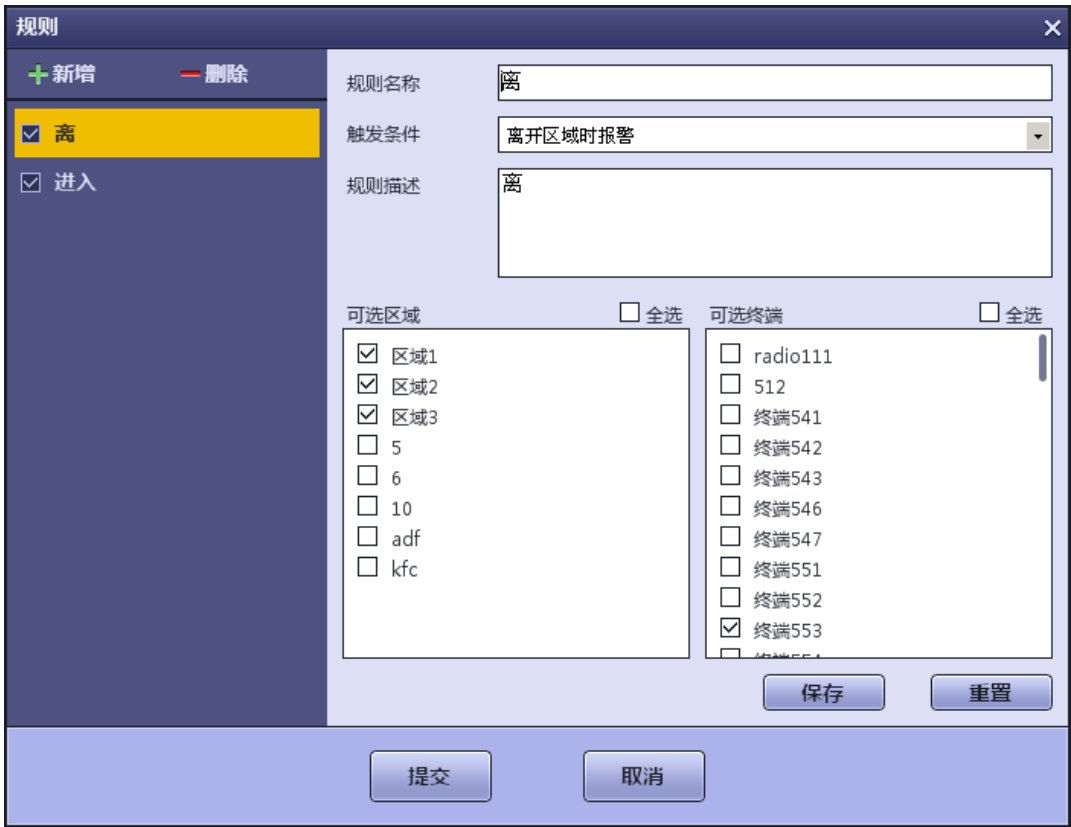 规则
新增 删除
离
进入
规则名称 离
触发条件 离开区域时报警
规则描述 离
可选区域 全选
区域1
区域2
区域3
5
6
10
adf
kfc
可选终端 全选
radio111
512
终端541
终端542
终端543
终端546
终端547
终端551
终端552
终端553
保存 重置
提交 取消